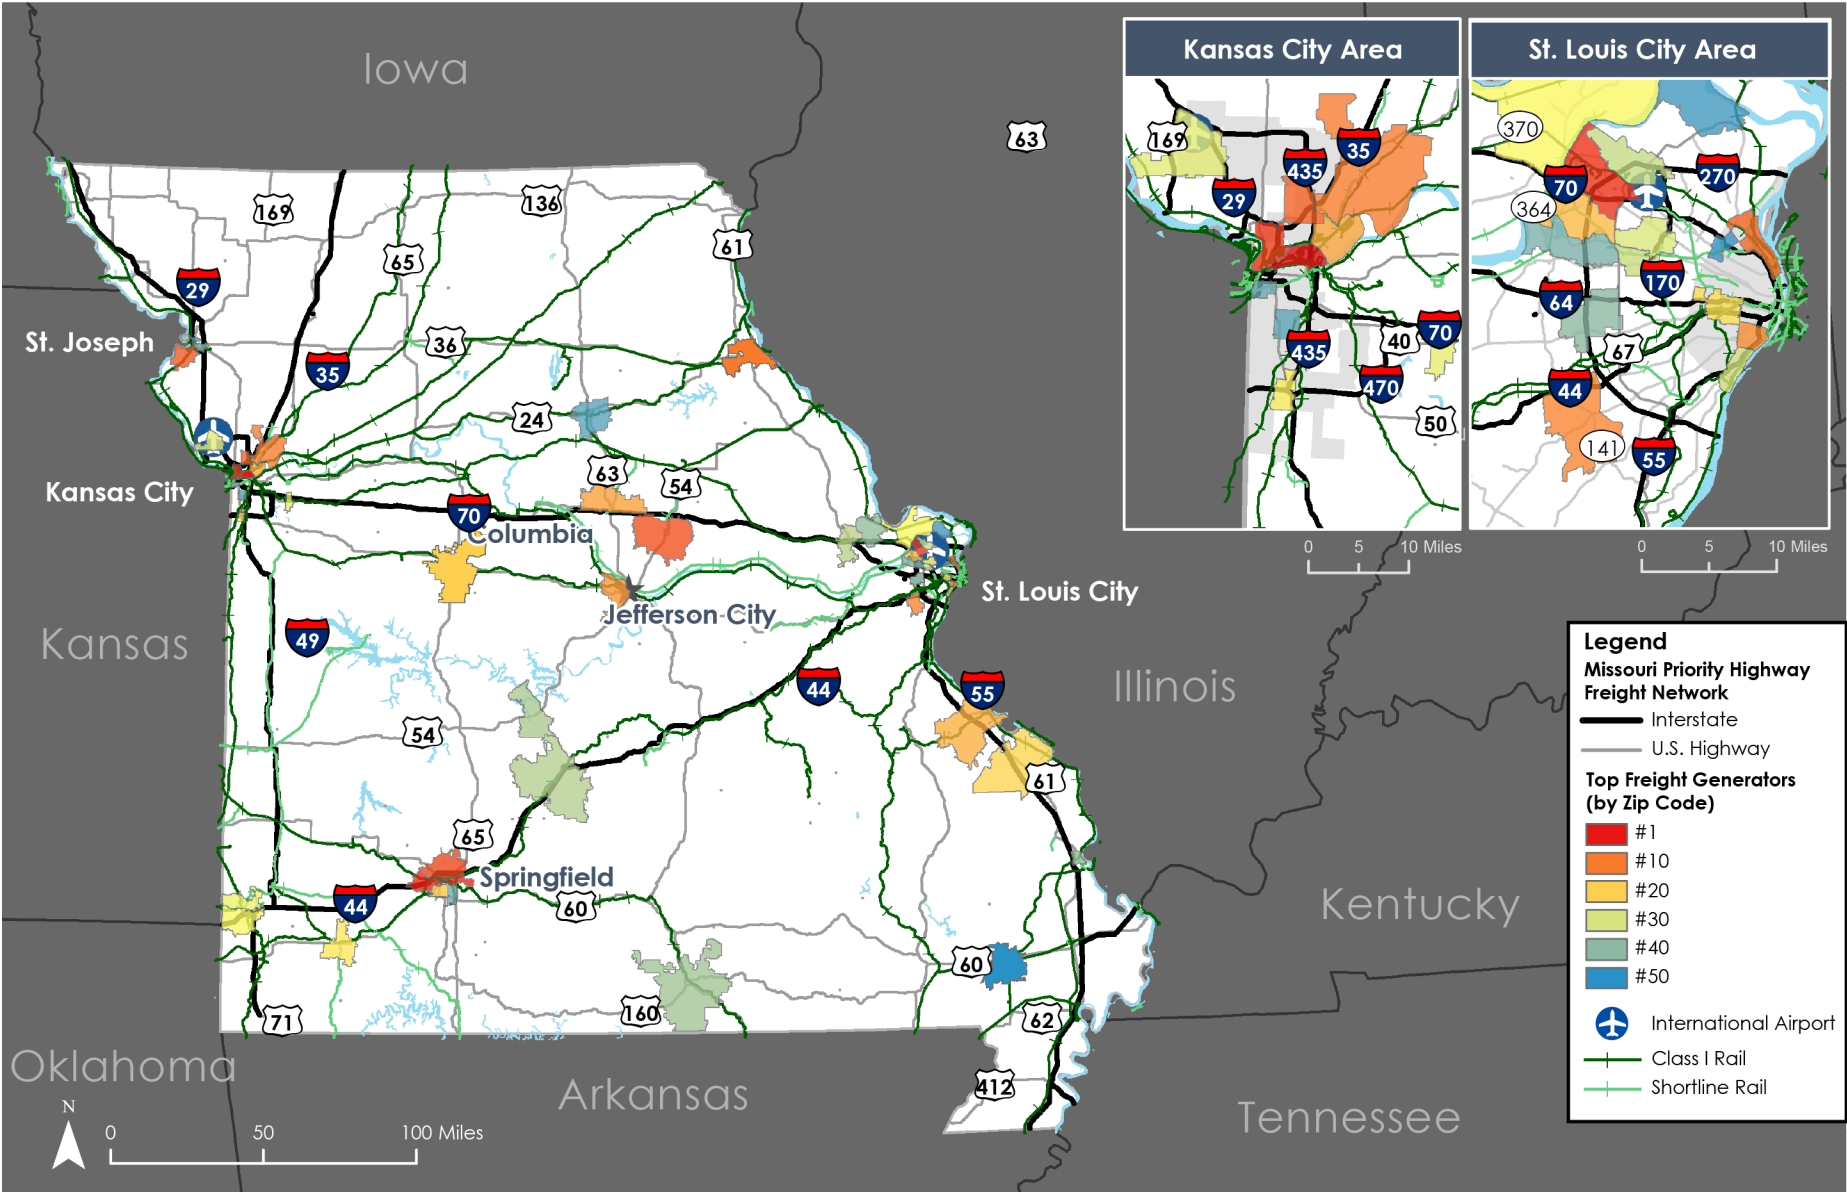 Iowa
63
Kansas City Area
169
435
35
29
435
40
70
470
50
0 5 10 Miles
St. Louis City Area
370
70
270
364
170
64
67
44
141
55
0 5 10 Miles
169
136
61
65
29
St. Joseph
36
35
24
63
54
Kansas City
70
Columbia
St. Louis City
Jefferson City
Kansas
49
44
55
Illinois
54
61
65
Springfield
44
60
Kentucky
60
160
71
62
Oklahoma
Arkansas
412
Tennessee
N
0 50 100 Miles
Legend
Missouri Priority Highway
Freight Network
Interstate
U.S. Highway
Top Freight Generators
(by Zip Code)
#1
#10
#20
#30
#40
#50
International Airport
Class I Rail
Shortline Rail